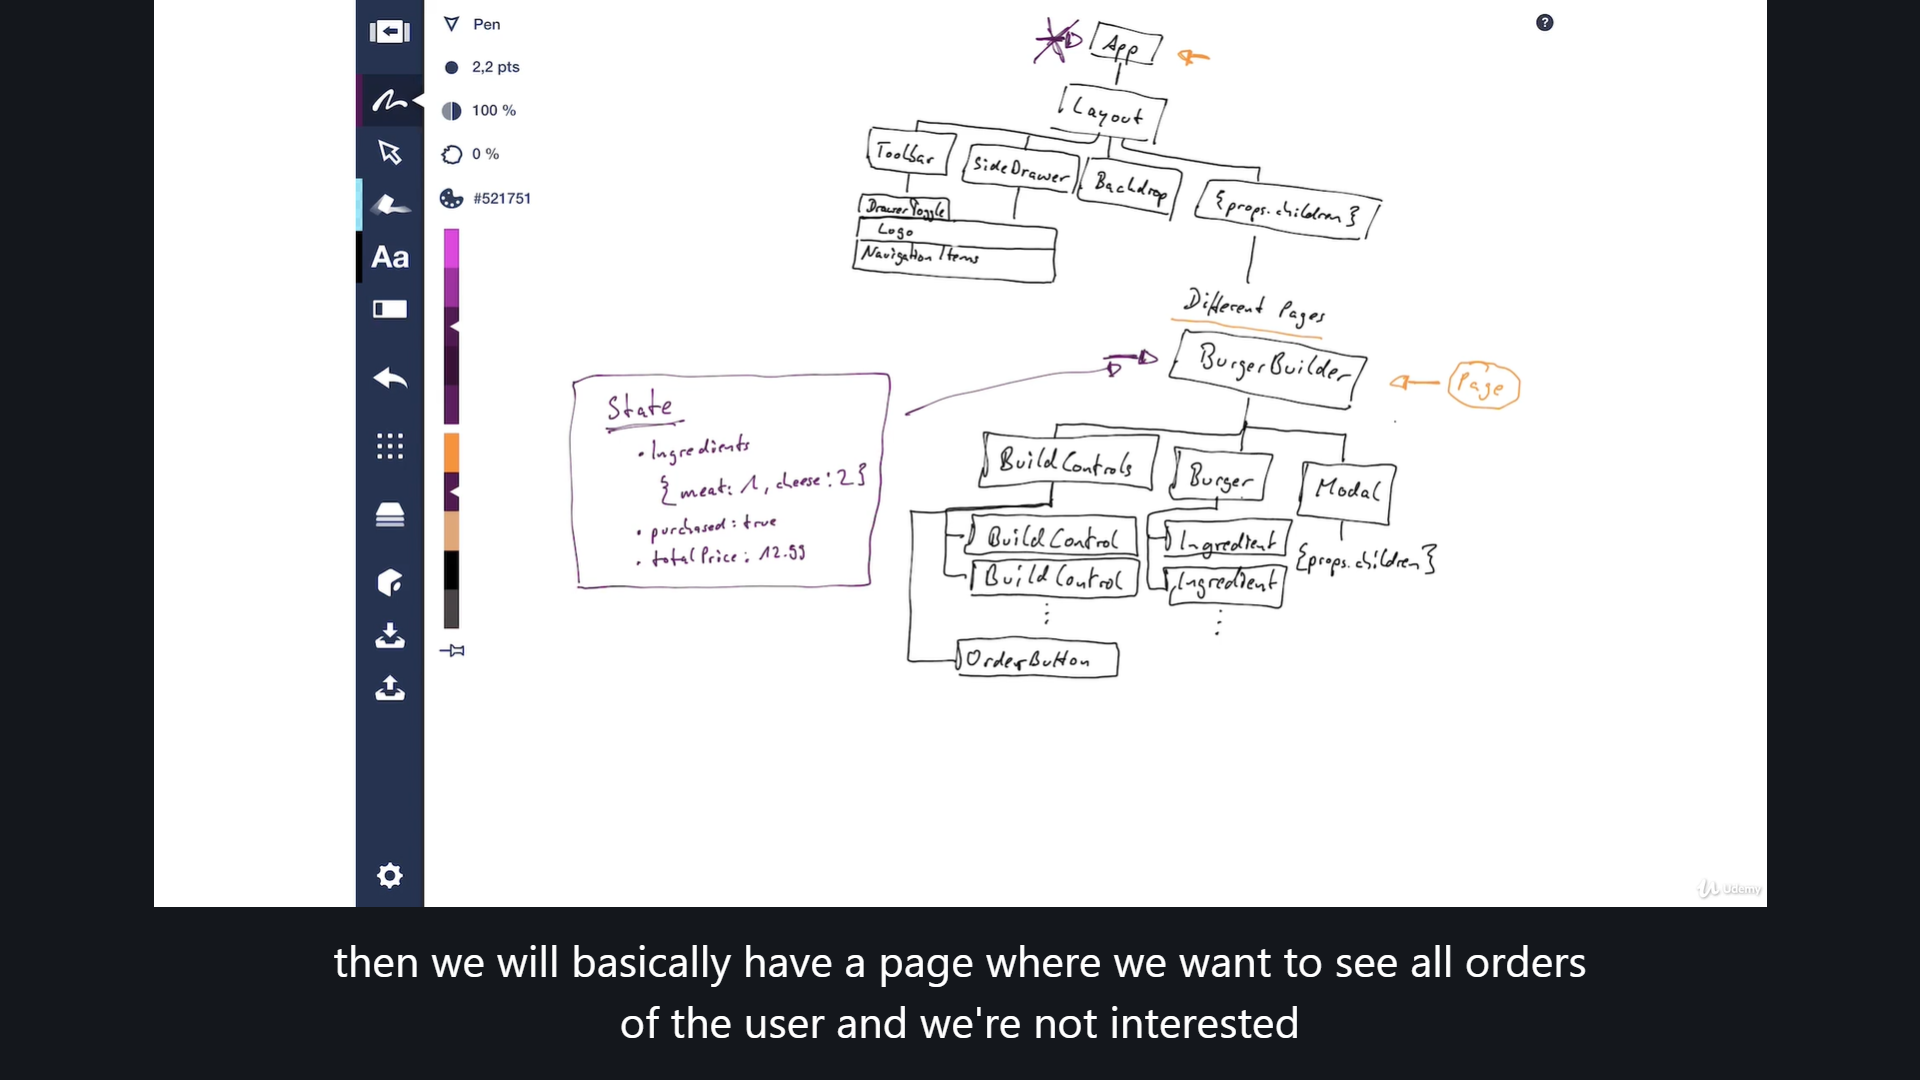 Pen
2,2 pts
100 %
0 %
#521751
Aa
?
App
Layout
Toolbar
SideDrawer
Backdrop
{props.children}
DrawerToggle
Logo
Navigation Items
Different Pages
BurgerBuilder
Page
State
• Ingredients
{meat: 1, cheese: 2}
• purchased: true
• totalPrice: 12.99
BuildControls
Burger
Modal
BuildControl
Ingredient
{props.children}
BuildControl
Ingredient
OrderButton
Udemy
then we will basically have a page where we want to see all orders
of the user and we're not interested